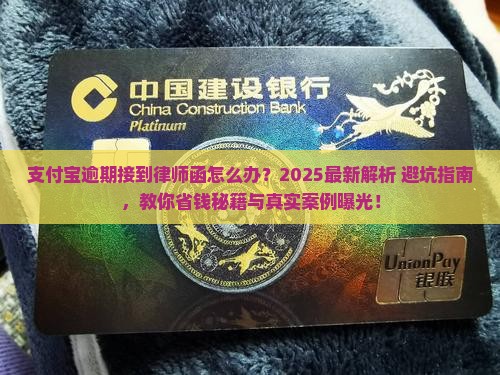 中国建设银行
China Construction Bank
Platinum
支付宝逾期接到律师函怎么办？2025最新解析 避坑指南
，教你省钱秘籍与真实案例曝光！
UnionPay
银联